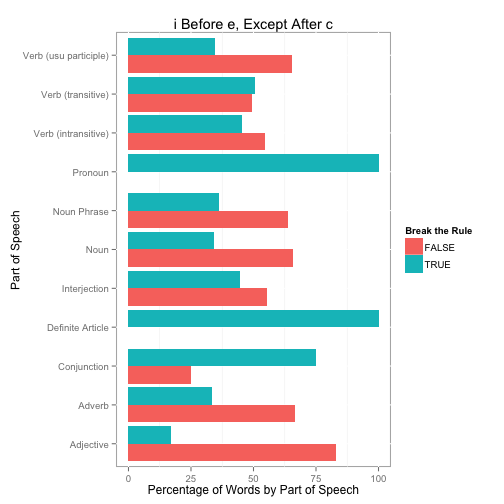 i Before e, Except After c
Verb (usu participle)
Verb (transitive)
Verb (intransitive)
Pronoun
Noun Phrase
Noun
Interjection
Definite Article
Conjunction
Adverb
Adjective
Part of Speech
0 25 50 75 100
Percentage of Words by Part of Speech
Break the Rule
FALSE
TRUE